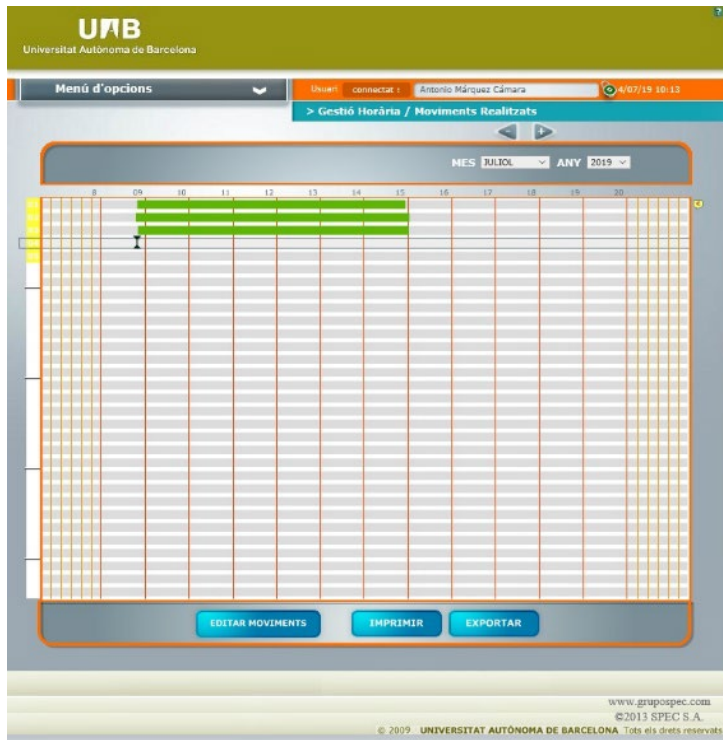 UAB
Universitat Autònoma de Barcelona
Menú d'opcions
Usuari connectat : Antonio Márquez Cámara 4/07/19 10:13
> Gestió Horària / Moviments Realitzats
MES JULIOL ANY 2019
8 09 10 11 12 13 14 15 16 17 18 19 20
EDITAR MOVIMENTS IMPRIMIR EXPORTAR
www.grupospec.com
©2013 SPEC S.A.
© 2009 UNIVERSITAT AUTÒNOMA DE BARCELONA Tots els drets reservats